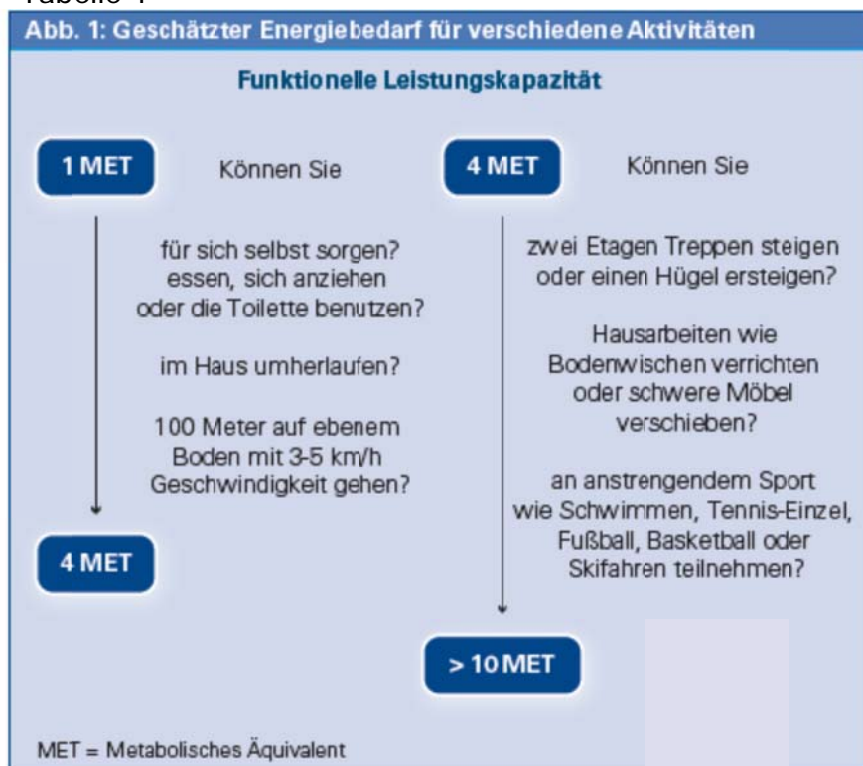 Abb. 1: Geschätzter Energiebedarf für verschiedene Aktivitäten
Funktionelle Leistungskapazität
1 MET
Können Sie
für sich selbst sorgen?
essen, sich anziehen
oder die Toilette benutzen?
im Haus umherlaufen?
100 Meter auf ebenem
Boden mit 3-5 km/h
Geschwindigkeit gehen?
4 MET
4 MET
Können Sie
zwei Etagen Treppen steigen
oder einen Hügel ersteigen?
Hausarbeiten wie
Bodenwischen verrichten
oder schwere Möbel
verschieben?
an anstrengendem Sport
wie Schwimmen, Tennis-Einzel,
Fußball, Basketball oder
Skifahren teilnehmen?
> 10 MET
MET = Metabolisches Äquivalent